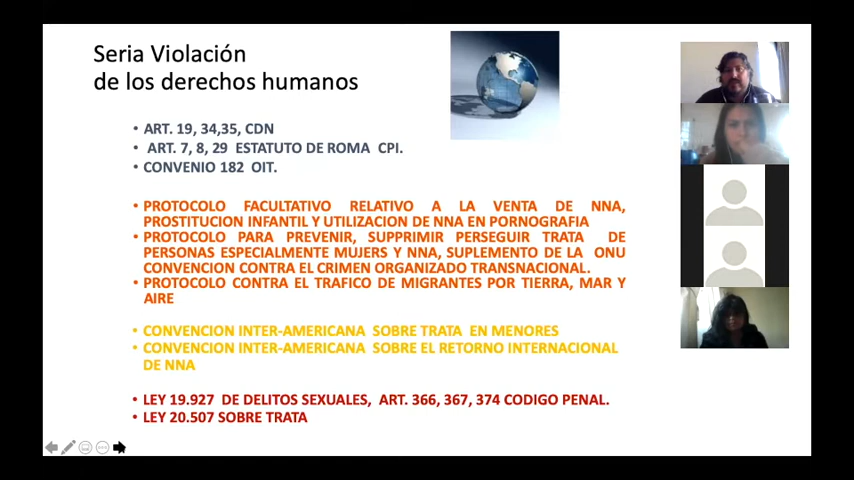 Seria Violación
de los derechos humanos
• ART. 19, 34,35, CDN
• ART. 7, 8, 29 ESTATUTO DE ROMA CPI.
• CONVENIO 182 OIT.
• PROTOCOLO FACULTATIVO RELATIVO A LA VENTA DE NNA,
PROSTITUCION INFANTIL Y UTILIZACION DE NNA EN PORNOGRAFIA
• PROTOCOLO PARA PREVENIR, SUPPRIMIR PERSEGUIR TRATA DE
PERSONAS ESPECIALMENTE MUJERS Y NNA, SUPLEMENTO DE LA ONU
CONVENCION CONTRA EL CRIMEN ORGANIZADO TRANSNACIONAL.
• PROTOCOLO CONTRA EL TRAFICO DE MIGRANTES POR TIERRA, MAR Y
AIRE
• CONVENCION INTER-AMERICANA SOBRE TRATA EN MENORES
• CONVENCION INTER-AMERICANA SOBRE EL RETORNO INTERNACIONAL
DE NNA
• LEY 19.927 DE DELITOS SEXUALES, ART. 366, 367, 374 CODIGO PENAL.
• LEY 20.507 SOBRE TRATA